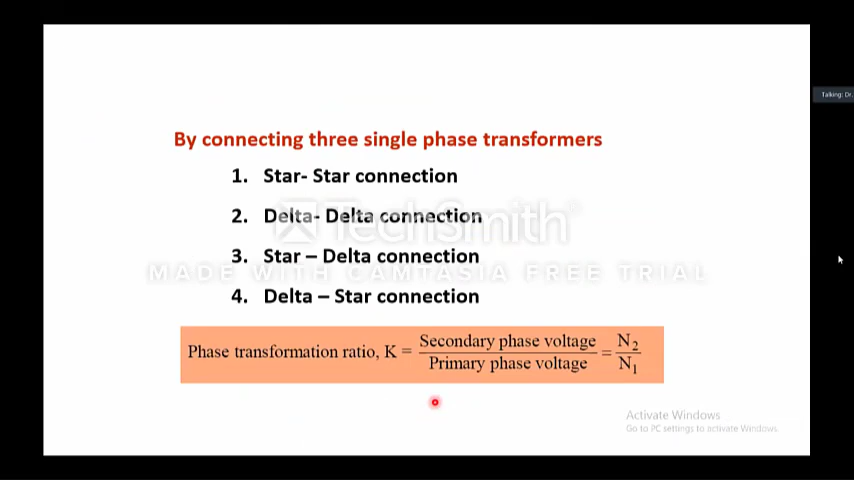 Talking: Dr.
By connecting three single phase transformers
1. Star- Star connection
2. Delta- Delta connection
TechSmith
3. Star – Delta connection
MADE WITH CAMTASIA FREE TRIAL
4. Delta – Star connection
Phase transformation ratio, K = Secondary phase voltage / Primary phase voltage = N2 / N1
Activate Windows
Go to PC settings to activate Windows.